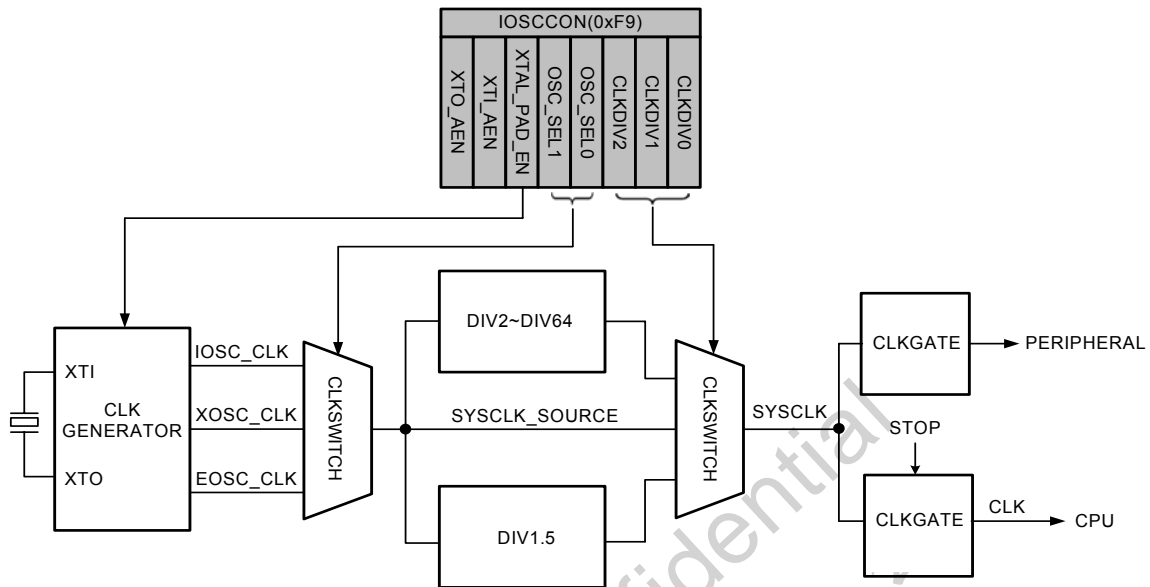 IOSCCON(0xF9)
XTO_AEN
XTI_AEN
XTAL_PAD_EN
OSC_SEL1
OSC_SEL0
CLKDIV2
CLKDIV1
CLKDIV0
DIV2~DIV64
CLKGATE
PERIPHERAL
XTI
IOSC_CLK
CLK
GENERATOR
XOSC_CLK
CLKSWITCH
SYSCLK_SOURCE
CLKSWITCH
SYSCLK
STOP
XTO
EOSC_CLK
DIV1.5
CLKGATE
CLK
CPU
fidential